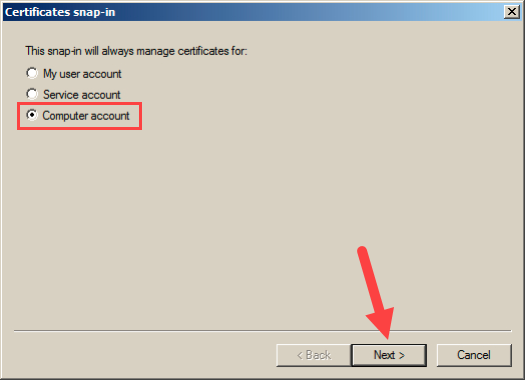 Certificates snap-in
This snap-in will always manage certificates for:
My user account
Service account
Computer account
< Back
Next >
Cancel